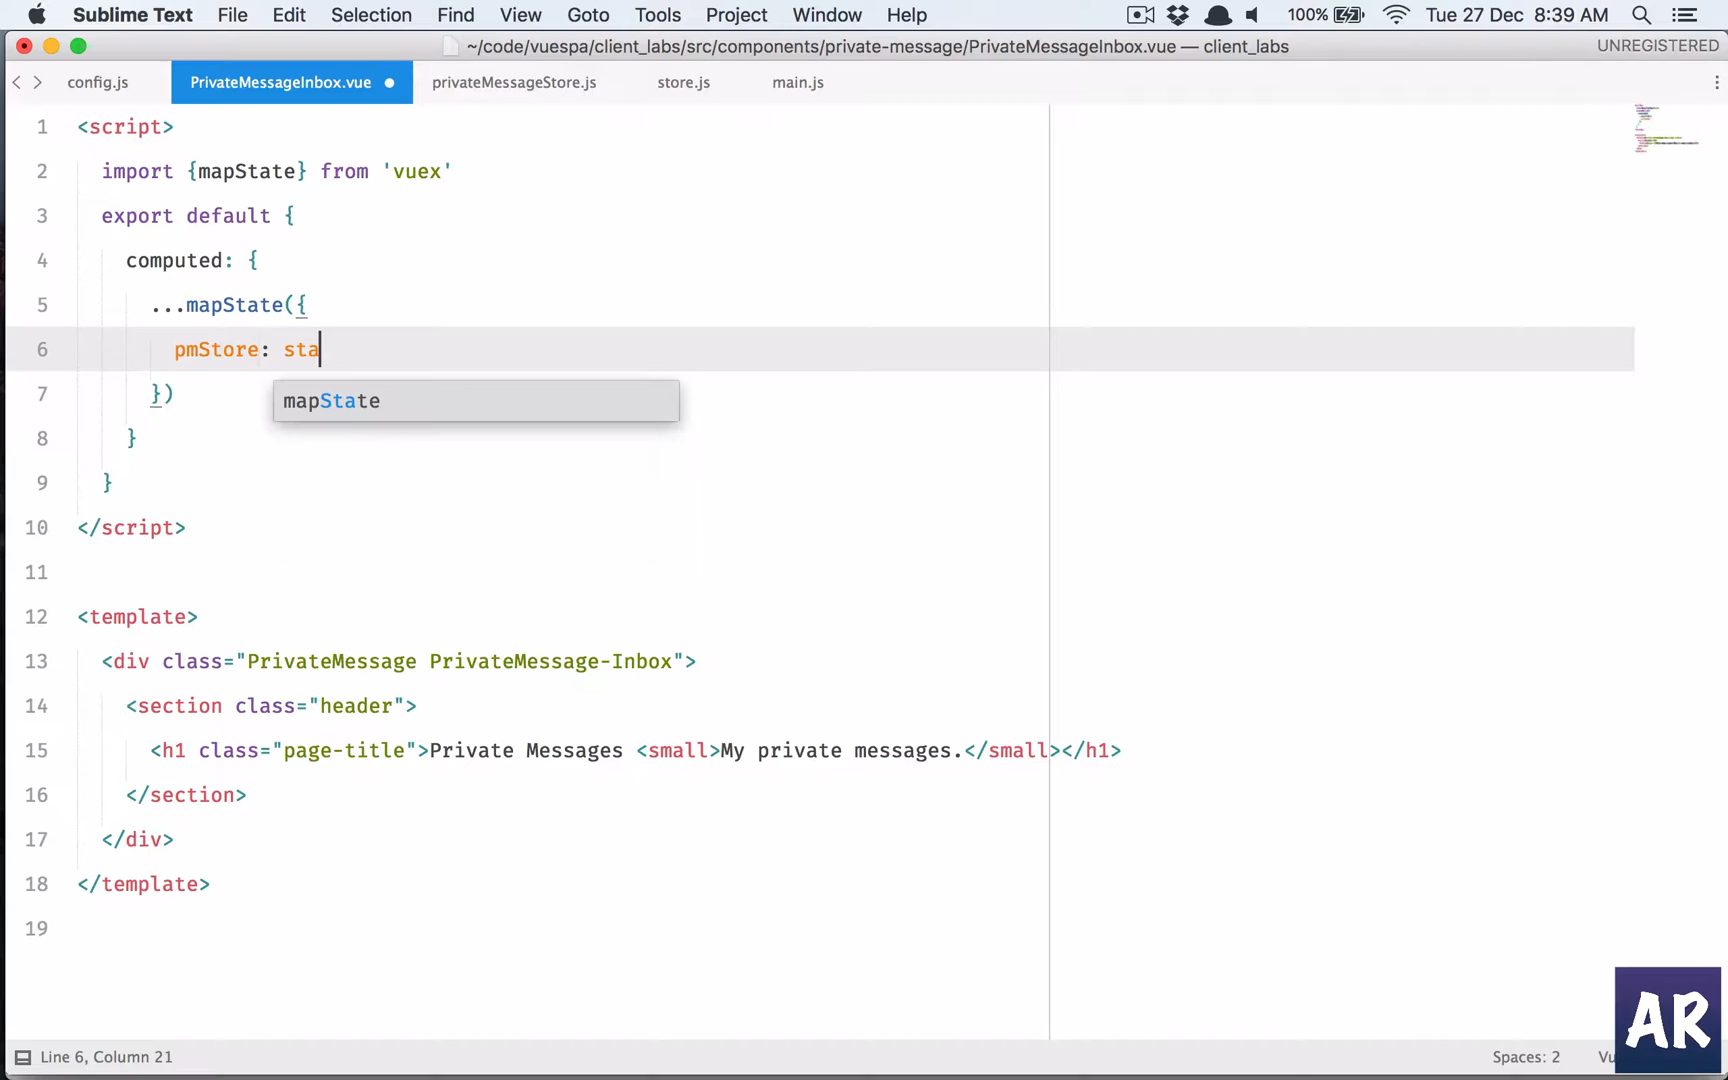 Sublime Text File Edit Selection Find View Goto Tools Project Window Help 100% Tue 27 Dec 8:39 AM
~/code/vuespa/client_labs/src/components/private-message/PrivateMessageInbox.vue — client_labs UNREGISTERED
config.js PrivateMessageInbox.vue privateMessageStore.js store.js main.js
1 <script>
2 import {mapState} from 'vuex'
3 export default {
4 computed: {
5 ...mapState({
6 pmStore: sta
7 })
mapState
8 }
9 }
10 </script>
11
12 <template>
13 <div class="PrivateMessage PrivateMessage-Inbox">
14 <section class="header">
15 <h1 class="page-title">Private Messages <small>My private messages.</small></h1>
16 </section>
17 </div>
18 </template>
19
AR
Line 6, Column 21 Spaces: 2 Vu